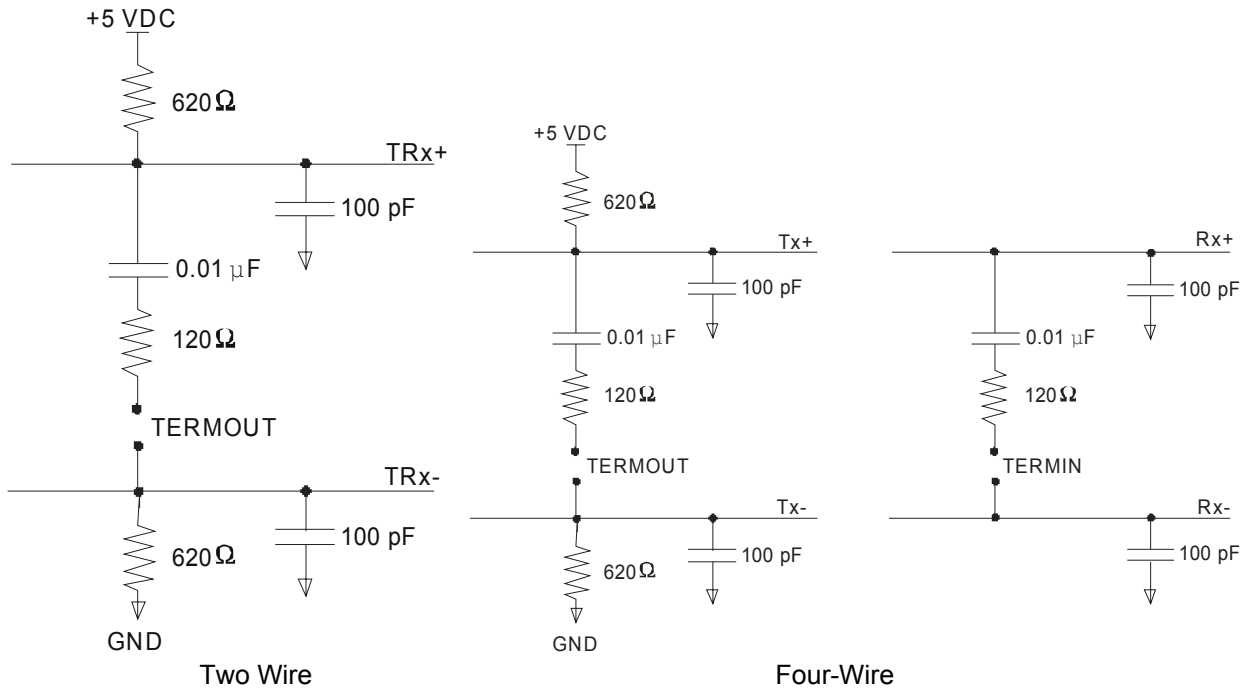 +5 VDC
620Ω
TRx+
100 pF
0.01 μF
120Ω
TERMOUT
TRx-
100 pF
620Ω
GND
Two Wire
+5 VDC
620Ω
Tx+
100 pF
0.01 μF
120Ω
TERMOUT
Tx-
100 pF
620Ω
GND
Rx+
100 pF
0.01 μF
120Ω
TERMIN
Rx-
100 pF
Four-Wire